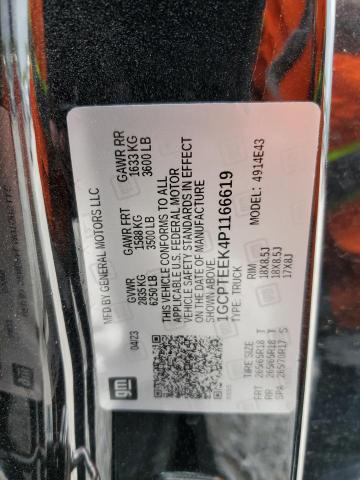 MFD BY GENERAL MOTORS LLC
04/23
GVWR GAWR FRT GAWR RR
2835 KG 1588 KG 1633 KG
6250 LB 3500 LB 3600 LB
THIS VEHICLE CONFORMS TO ALL
APPLICABLE U.S. FEDERAL MOTOR
VEHICLE SAFETY STANDARDS IN EFFECT
ON THE DATE OF MANUFACTURE
SHOWN ABOVE.
1GCPTEEK4P1166619
TYPE: TRUCK MODEL: 4914E43
gm
TIRE SIZE RIM
FRT 265/65R18 T 18X8.5J
RR 265/65R18 T 18X8.5J
SPA 265/70R17 S 17X8J